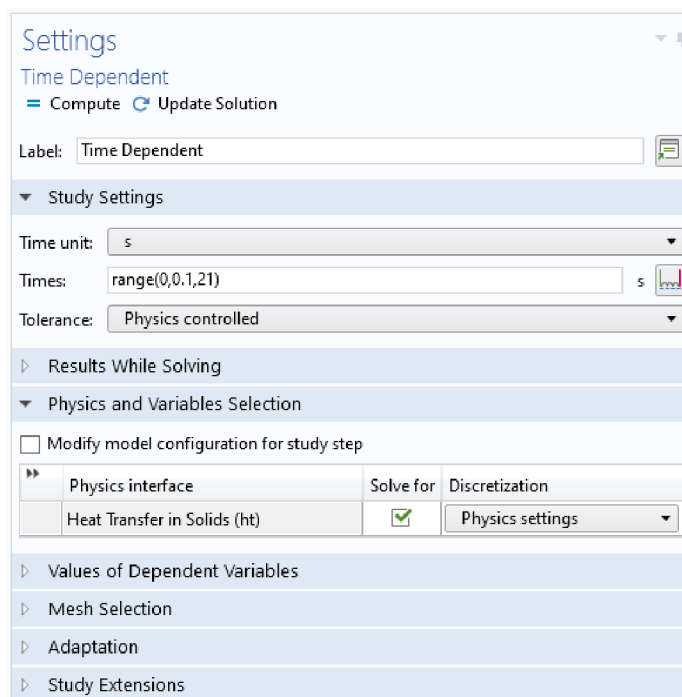 Settings
Time Dependent
= Compute Update Solution
Label: Time Dependent
Study Settings
Time unit: s
Times: range(0,0.1,21) s
Tolerance: Physics controlled
Results While Solving
Physics and Variables Selection
Modify model configuration for study step
Physics interface Solve for Discretization
Heat Transfer in Solids (ht) Physics settings
Values of Dependent Variables
Mesh Selection
Adaptation
Study Extensions